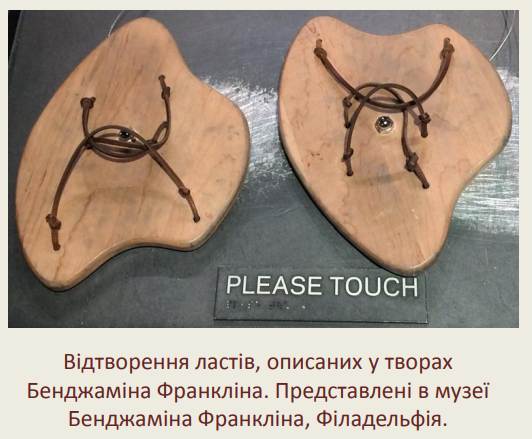 PLEASE TOUCH
Відтворення ластів, описаних у творах
Бенджаміна Франкліна. Представлені в музеї
Бенджаміна Франкліна, Філадельфія.